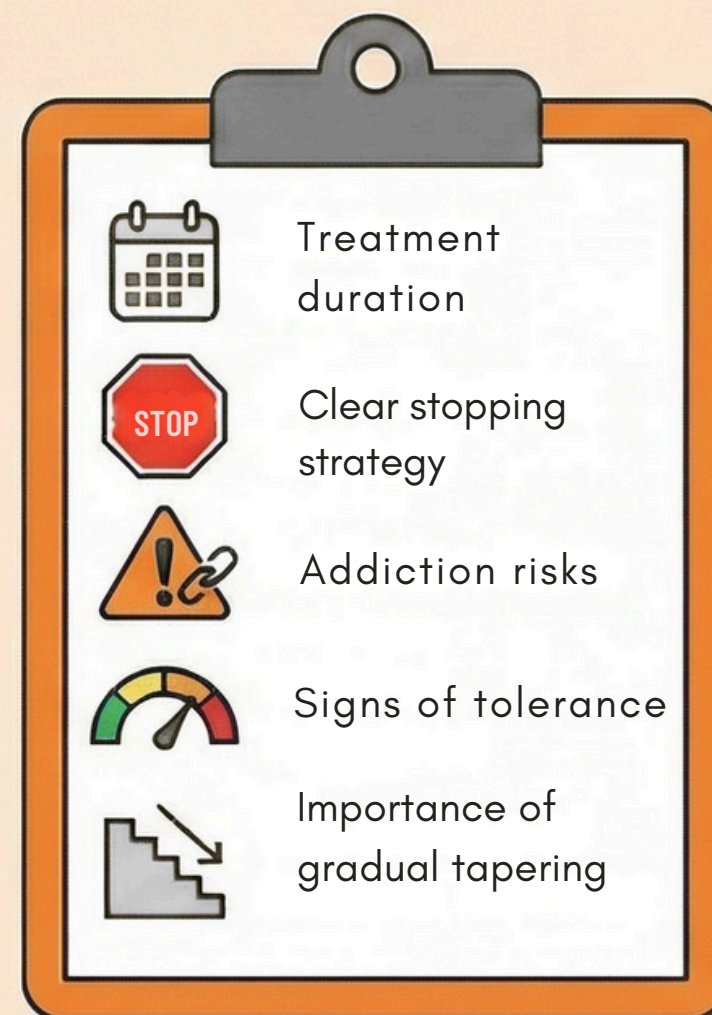 Treatment
duration
STOP
Clear stopping
strategy
Addiction risks
Signs of tolerance
Importance of
gradual tapering